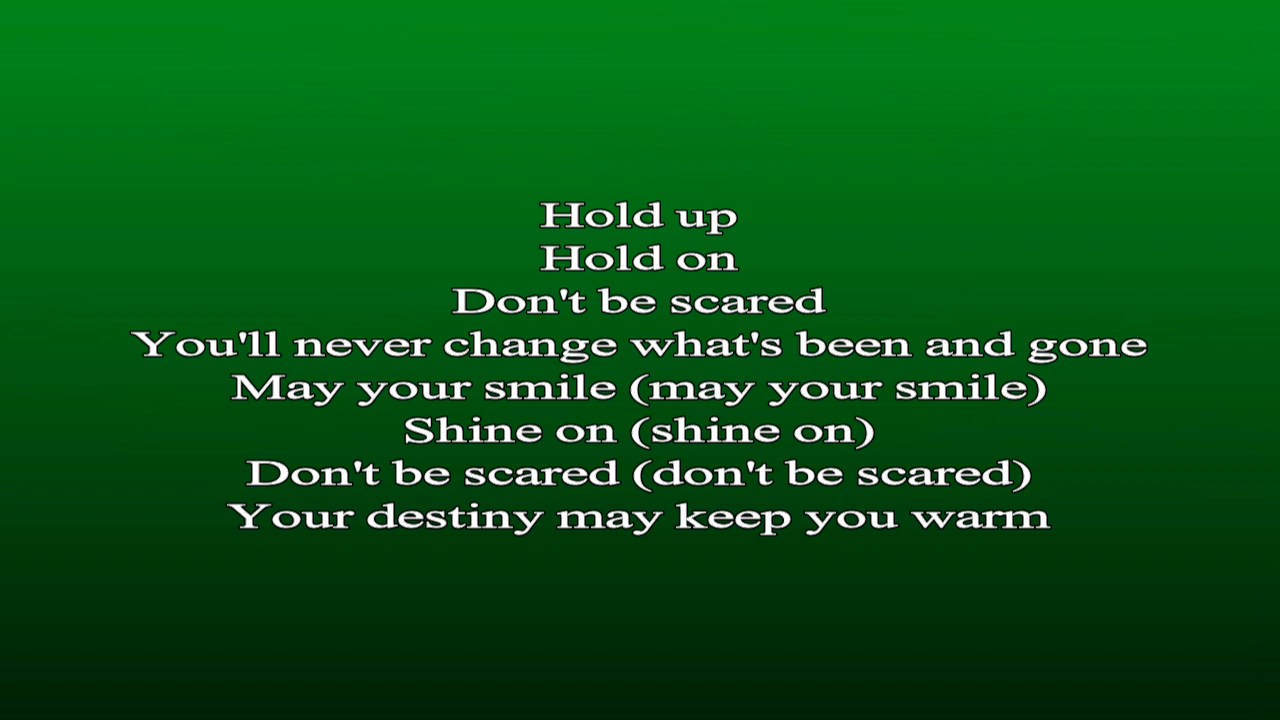 Hold up
Hold on
Don't be scared
You'll never change what's been and gone
May your smile (may your smile)
Shine on (shine on)
Don't be scared (don't be scared)
Your destiny may keep you warm